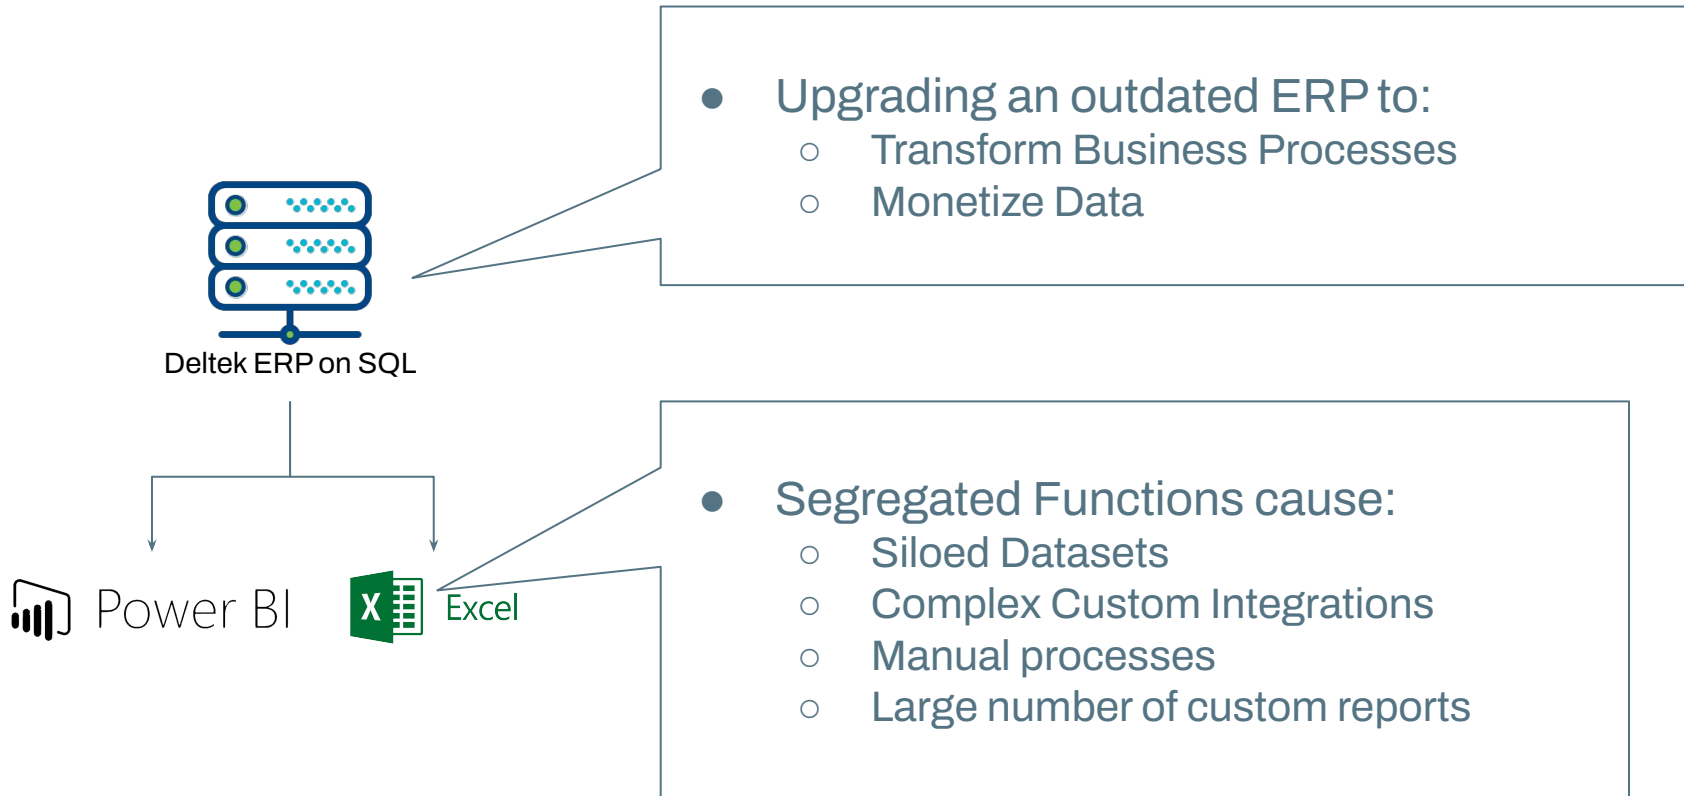 ● Upgrading an outdated ERP to:
○ Transform Business Processes
○ Monetize Data
Deltek ERP on SQL
Power BI
X Excel
● Segregated Functions cause:
○ Siloed Datasets
○ Complex Custom Integrations
○ Manual processes
○ Large number of custom reports